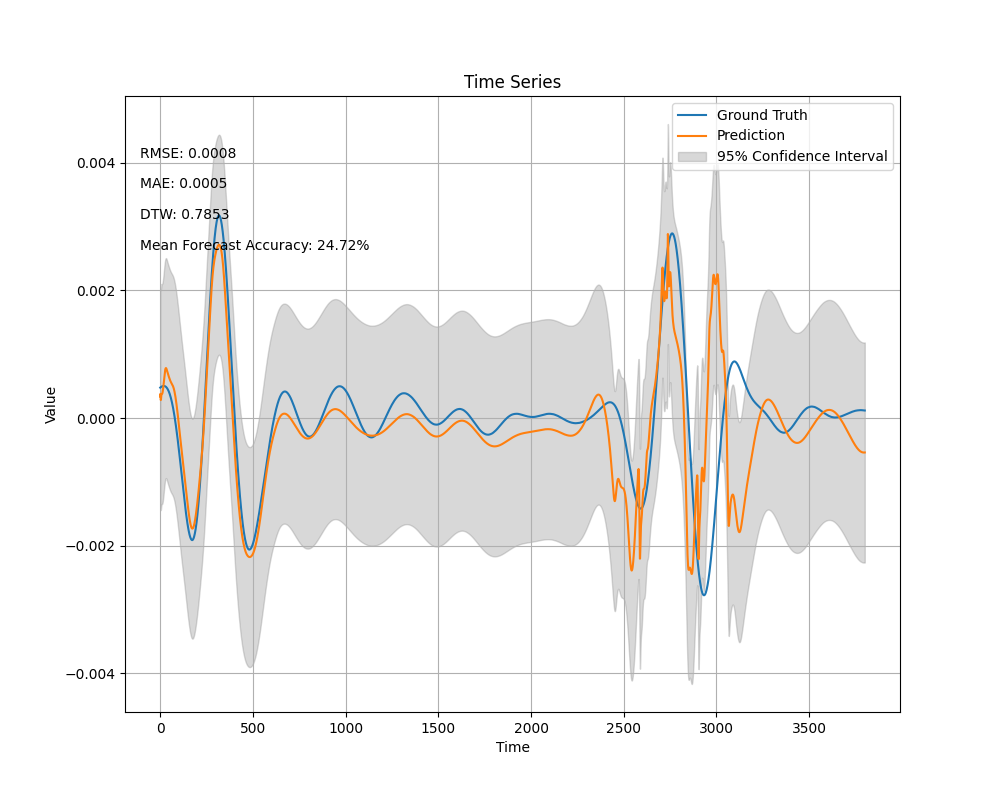 Time Series
Ground Truth
Prediction
95% Confidence Interval
RMSE: 0.0008
MAE: 0.0005
DTW: 0.7853
Mean Forecast Accuracy: 24.72%
Value
0.004
0.002
0.000
−0.002
−0.004
0 500 1000 1500 2000 2500 3000 3500
Time